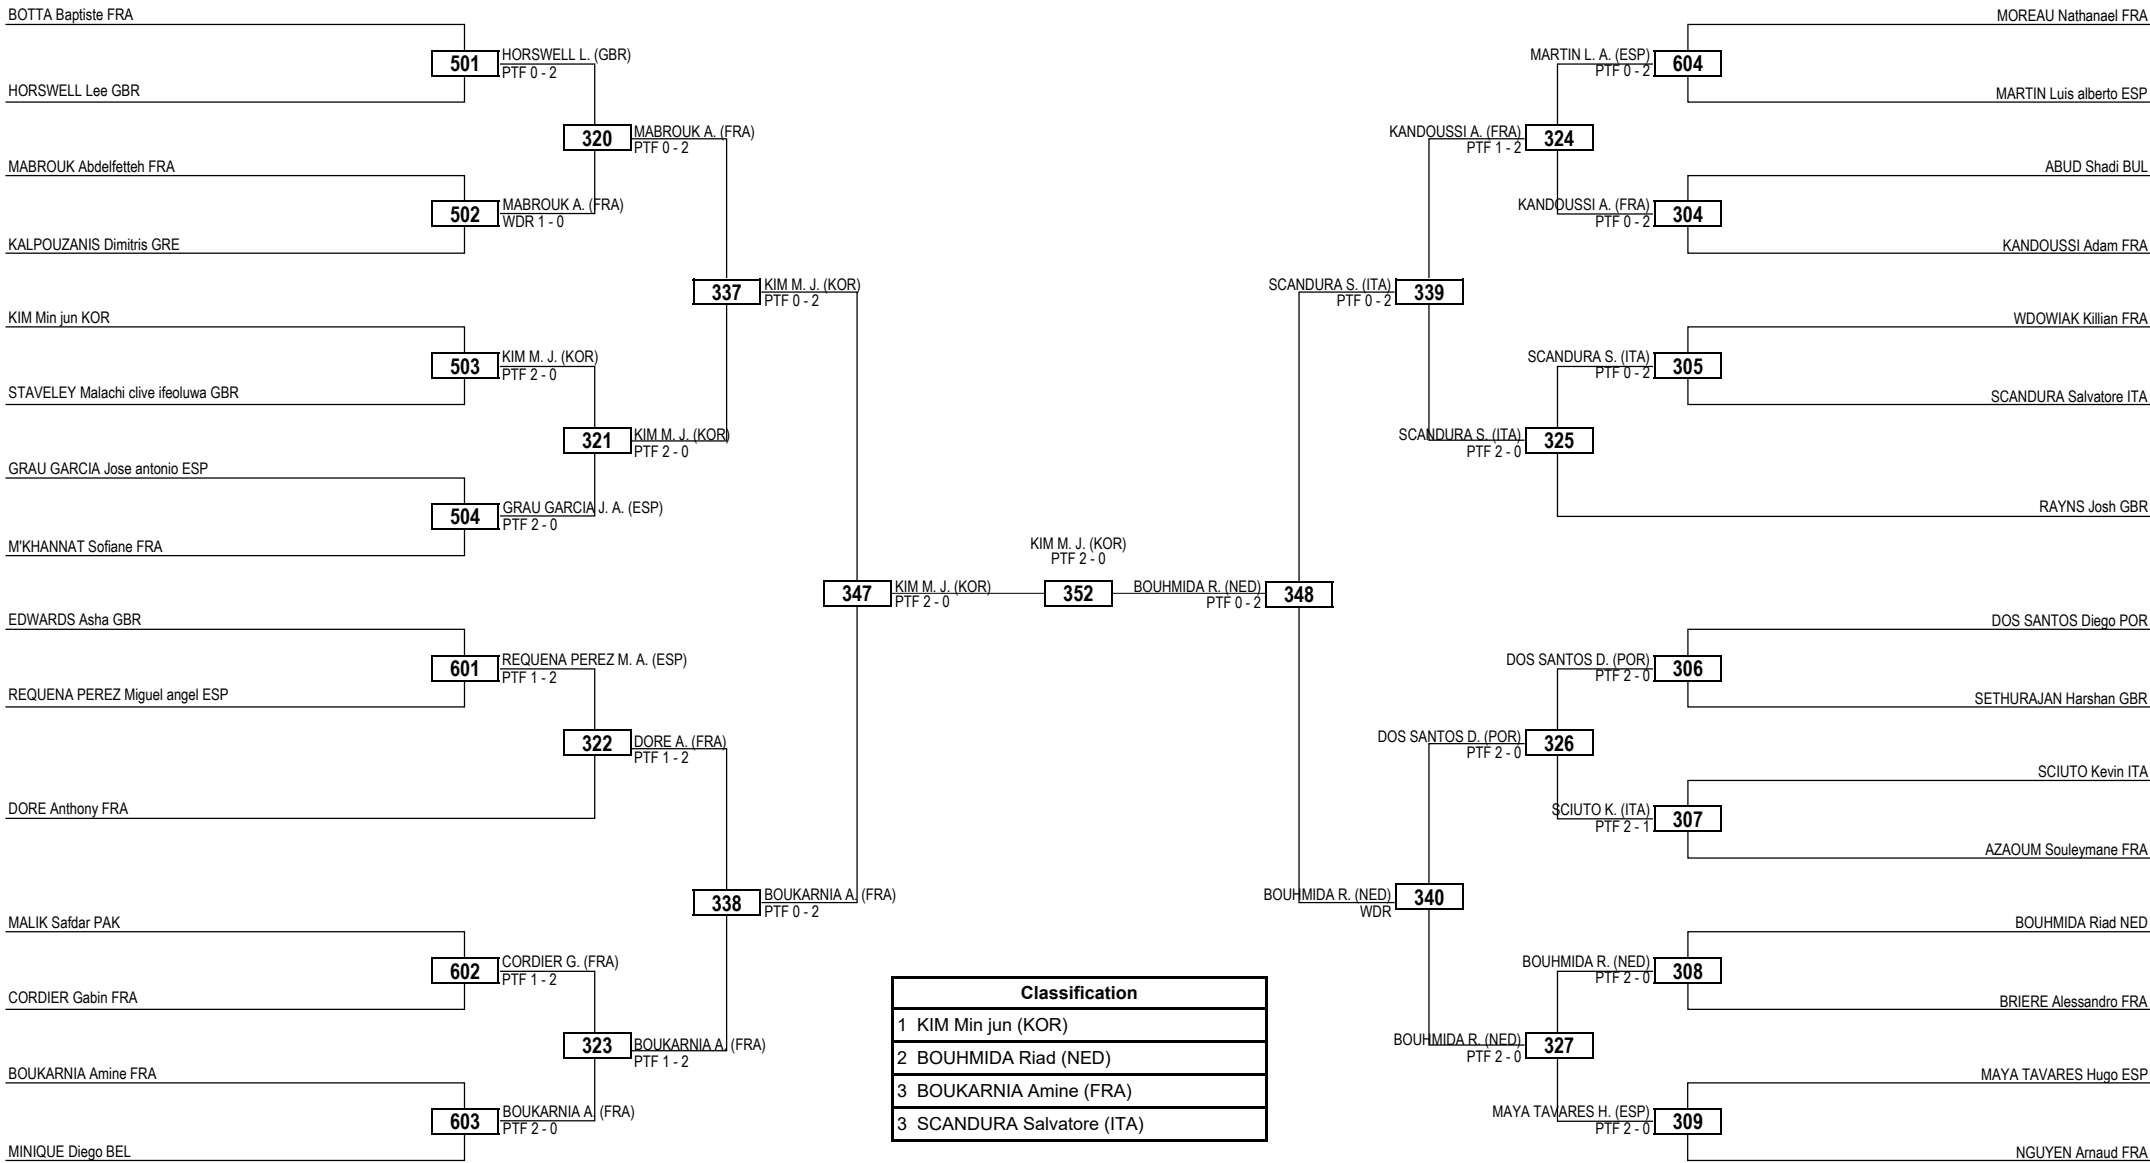 BOTTA Baptiste FRA
501
HORSWELL L. (GBR)
PTF 0 - 2
HORSWELL Lee GBR
320
MABROUK A. (FRA)
PTF 0 - 2
MABROUK Abdelfetteh FRA
502
MABROUK A. (FRA)
WDR 1 - 0
KALPOUZANIS Dimitris GRE
337
KIM M. J. (KOR)
PTF 0 - 2
KIM Min jun KOR
503
KIM M. J. (KOR)
PTF 2 - 0
STAVELEY Malachi clive ifeoluwa GBR
321
KIM M. J. (KOR)
PTF 2 - 0
GRAU GARCIA Jose antonio ESP
504
GRAU GARCIA J. A. (ESP)
PTF 2 - 0
M'KHANNAT Sofiane FRA
347
KIM M. J. (KOR)
PTF 2 - 0
EDWARDS Asha GBR
601
REQUENA PEREZ M. A. (ESP)
PTF 1 - 2
REQUENA PEREZ Miguel angel ESP
322
DORE A. (FRA)
PTF 1 - 2
DORE Anthony FRA
338
BOUKARNIA A. (FRA)
PTF 0 - 2
MALIK Safdar PAK
602
CORDIER G. (FRA)
PTF 1 - 2
CORDIER Gabin FRA
323
BOUKARNIA A. (FRA)
PTF 1 - 2
BOUKARNIA Amine FRA
603
BOUKARNIA A. (FRA)
PTF 2 - 0
MINIQUE Diego BEL
KIM M. J. (KOR)
PTF 2 - 0
352
MOREAU Nathanael FRA
MARTIN L. A. (ESP)
PTF 0 - 2
604
MARTIN Luis alberto ESP
KANDOUSSI A. (FRA)
PTF 1 - 2
324
ABUD Shadi BUL
KANDOUSSI A. (FRA)
PTF 0 - 2
304
KANDOUSSI Adam FRA
SCANDURA S. (ITA)
PTF 0 - 2
339
WDOWIAK Killian FRA
SCANDURA S. (ITA)
PTF 0 - 2
305
SCANDURA Salvatore ITA
SCANDURA S. (ITA)
PTF 2 - 0
325
RAYNS Josh GBR
BOUHMIDA R. (NED)
PTF 0 - 2
348
DOS SANTOS Diego POR
DOS SANTOS D. (POR)
PTF 2 - 0
306
SETHURAJAN Harshan GBR
DOS SANTOS D. (POR)
PTF 2 - 0
326
SCIUTO Kevin ITA
SCIUTO K. (ITA)
PTF 2 - 1
307
AZAOUM Souleymane FRA
BOUHMIDA R. (NED)
WDR
340
BOUHMIDA Riad NED
BOUHMIDA R. (NED)
PTF 2 - 0
308
BRIERE Alessandro FRA
BOUHMIDA R. (NED)
PTF 2 - 0
327
MAYA TAVARES Hugo ESP
MAYA TAVARES H. (ESP)
PTF 2 - 0
309
NGUYEN Arnaud FRA
Classification
1 KIM Min jun (KOR)
2 BOUHMIDA Riad (NED)
3 BOUKARNIA Amine (FRA)
3 SCANDURA Salvatore (ITA)